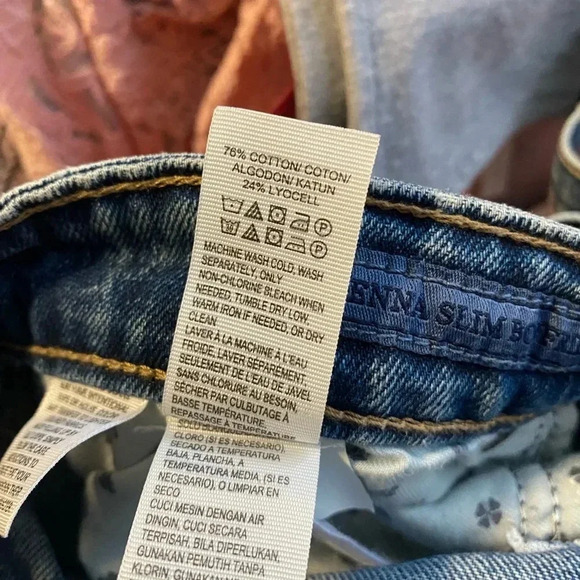 76% COTTON/ COTON/
ALGODON/ KATUN
24% LYOCELL
MACHINE WASH COLD, WASH
SEPARATELY, ONLY
NON-CHLORINE BLEACH WHEN
NEEDED, TUMBLE DRY LOW,
WARM IRON IF NEEDED, OR DRY
CLEAN
LAVER À LA MACHINE À L'EAU
FROIDE, LAVER SÉPARÉMENT,
SEULEMENT EAU DE JAVEL
SANS CHLORURE AU BESOIN,
SÉCHER PAR CULBUTAGE À
BASSE TEMPÉRATURE,
REPASSAGE À TEMPÉRATURE
CLORO (SI ES NECESARIO),
SECADO A TEMPERATURA
BAJA, PLANCHA, A
TEMPERATURA MEDIA, (SI ES
NECESARIO), O LIMPIAR EN
SECO
CUCI MESIN DENGAN AIR
DINGIN, CUCI SECARA
TERPISAH, BILA DIPERLUKAN,
GUNAKAN PEMUTIH TANPA
KLORIN, GUNAKAN
ENNA SLIM BO